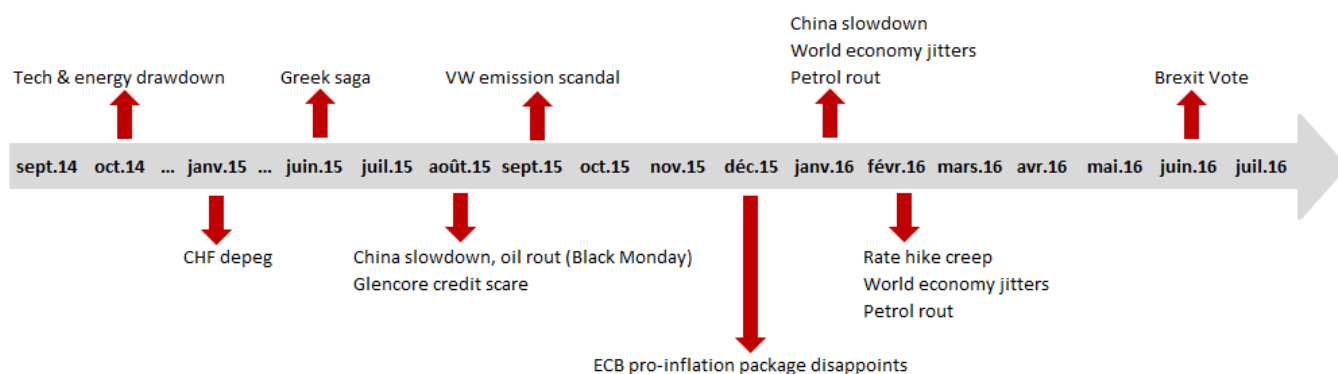 China slowdown
World economy jitters
Tech & energy drawdown Greek saga VW emission scandal Petrol rout Brexit Vote
sept.14 oct.14 ... janv.15 ... juin.15 juil.15 août.15 sept.15 oct.15 nov.15 déc.15 janv.16 févr.16 mars.16 avr.16 mai.16 juin.16 juil.16
CHF depeg China slowdown, oil rout (Black Monday) Rate hike creep
Glencore credit scare World economy jitters
Petrol rout
ECB pro-inflation package disappoints